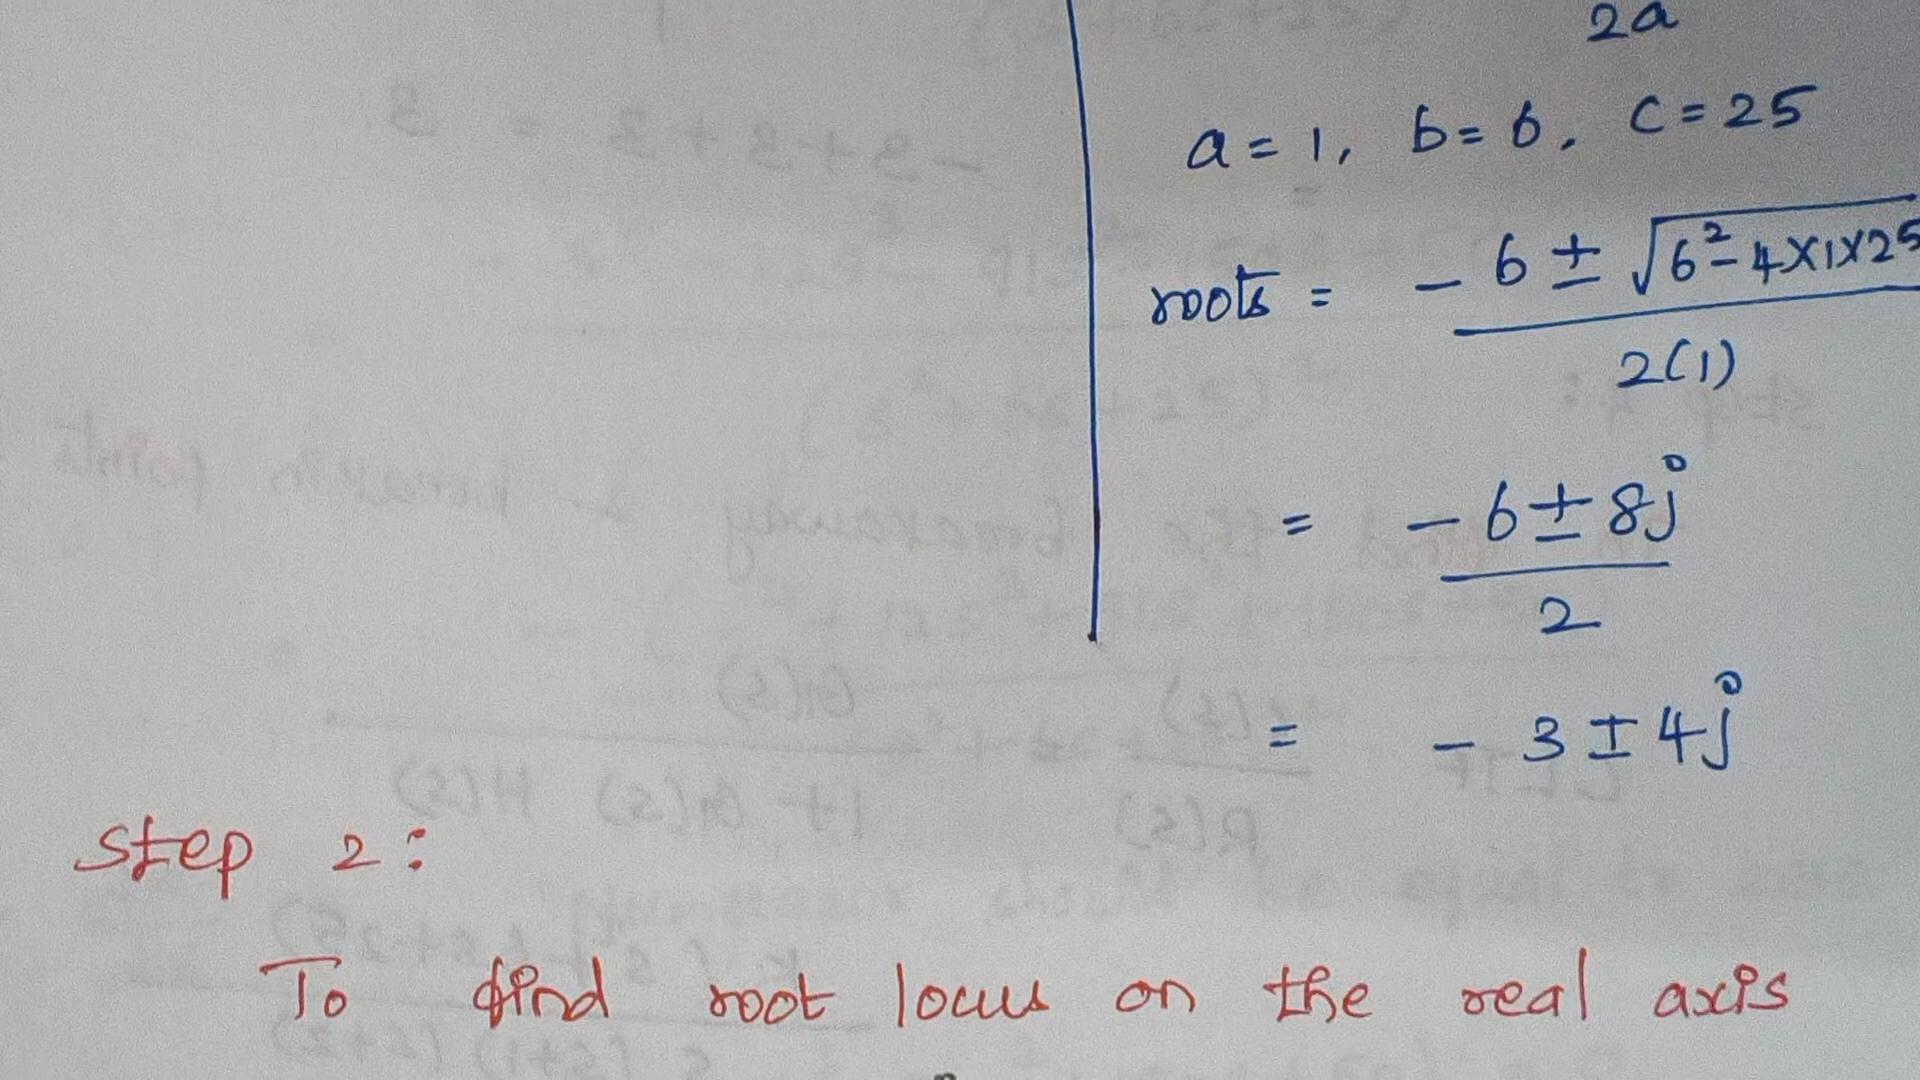 2a
a = 1, b = 6, c = 25
roots = - 6 ± √6² - 4×1×25
2(1)
= - 6 ± 8j
2
= - 3 ± 4j
Step 2:
To find root locus on the real axis